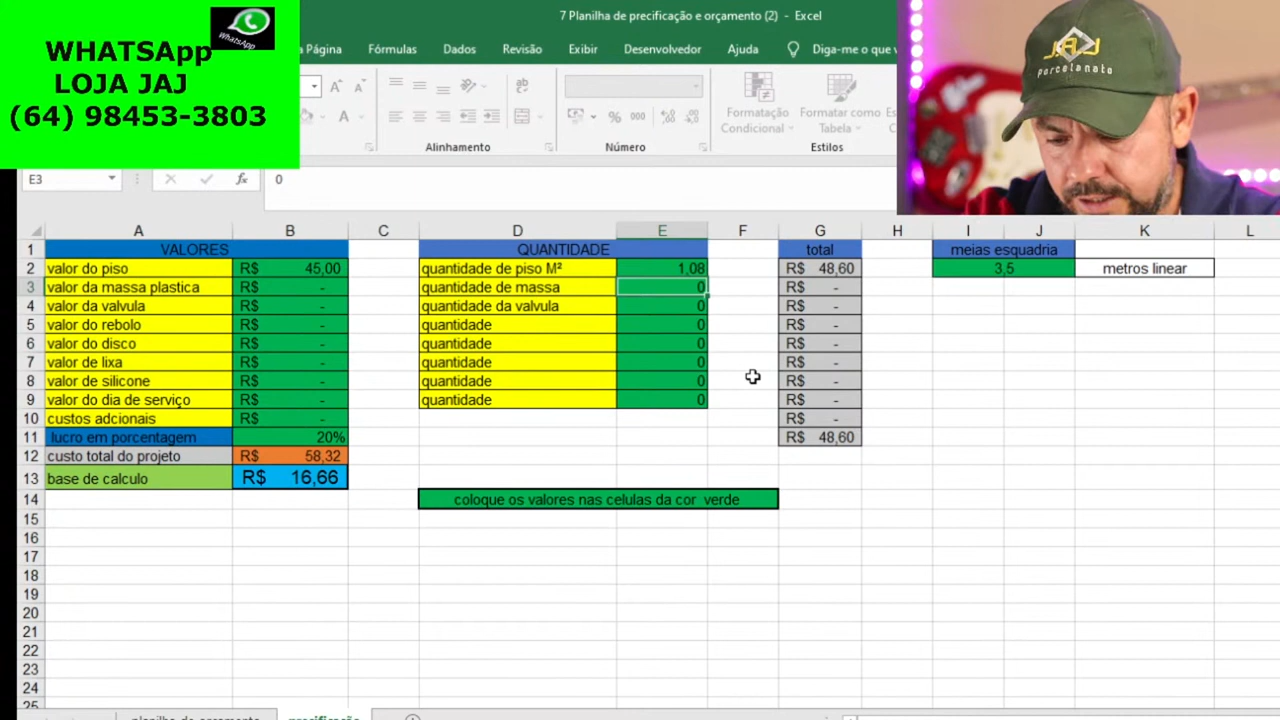 WHATSApp
LOJA JAJ
(64) 98453-3803
WhatsApp
7 Planilha de precificação e orçamento (2) - Excel
a Página Fórmulas Dados Revisão Exibir Desenvolvedor Ajuda Diga-me o que v
Formatação Condicional
Formatar como Tabela
Alinhamento Número Estilos
JAJ
porcelanato
E3 fx 0
A B C D E F G H I J K L
1 VALORES QUANTIDADE total meias esquadria
2 valor do piso R$ 45,00 quantidade de piso M² 1,08 R$ 48,60 3,5 metros linear
3 valor da massa plastica R$ - quantidade de massa 0 R$ -
4 valor da valvula R$ - quantidade da valvula 0 R$ -
5 valor do rebolo R$ - quantidade 0 R$ -
6 valor do disco R$ - quantidade 0 R$ -
7 valor de lixa R$ - quantidade 0 R$ -
8 valor de silicone R$ - quantidade 0 R$ -
9 valor do dia de serviço R$ - quantidade 0 R$ -
10 custos adcionais R$ - R$ -
11 lucro em porcentagem 20% R$ 48,60
12 custo total do projeto R$ 58,32
13 base de calculo R$ 16,66
14 coloque os valores nas celulas da cor verde
15
16
17
18
19
20
21
22
23
24
25
precificação